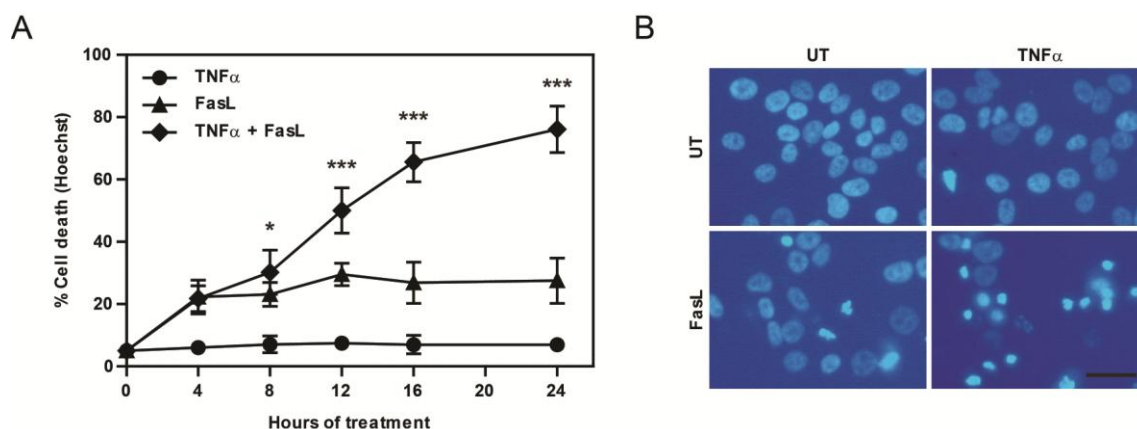 A
% Cell death (Hoechst)
100
80
60
40
20
0
TNFα
FasL
TNFα + FasL
*
***
***
***
0
4
8
12
16
20
24
Hours of treatment
B
UT
TNFα
UT
FasL